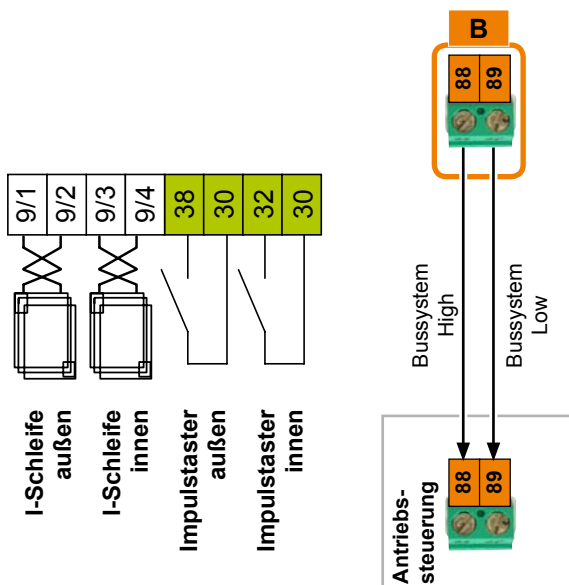 B
88 89
9/1 9/2 9/3 9/4 38 30 32 30
Bussystem
High
Bussystem
Low
I-Schleife
außen
I-Schleife
innen
Impulstaster
außen
Impulstaster
innen
88 89
Antriebs-
steuerung